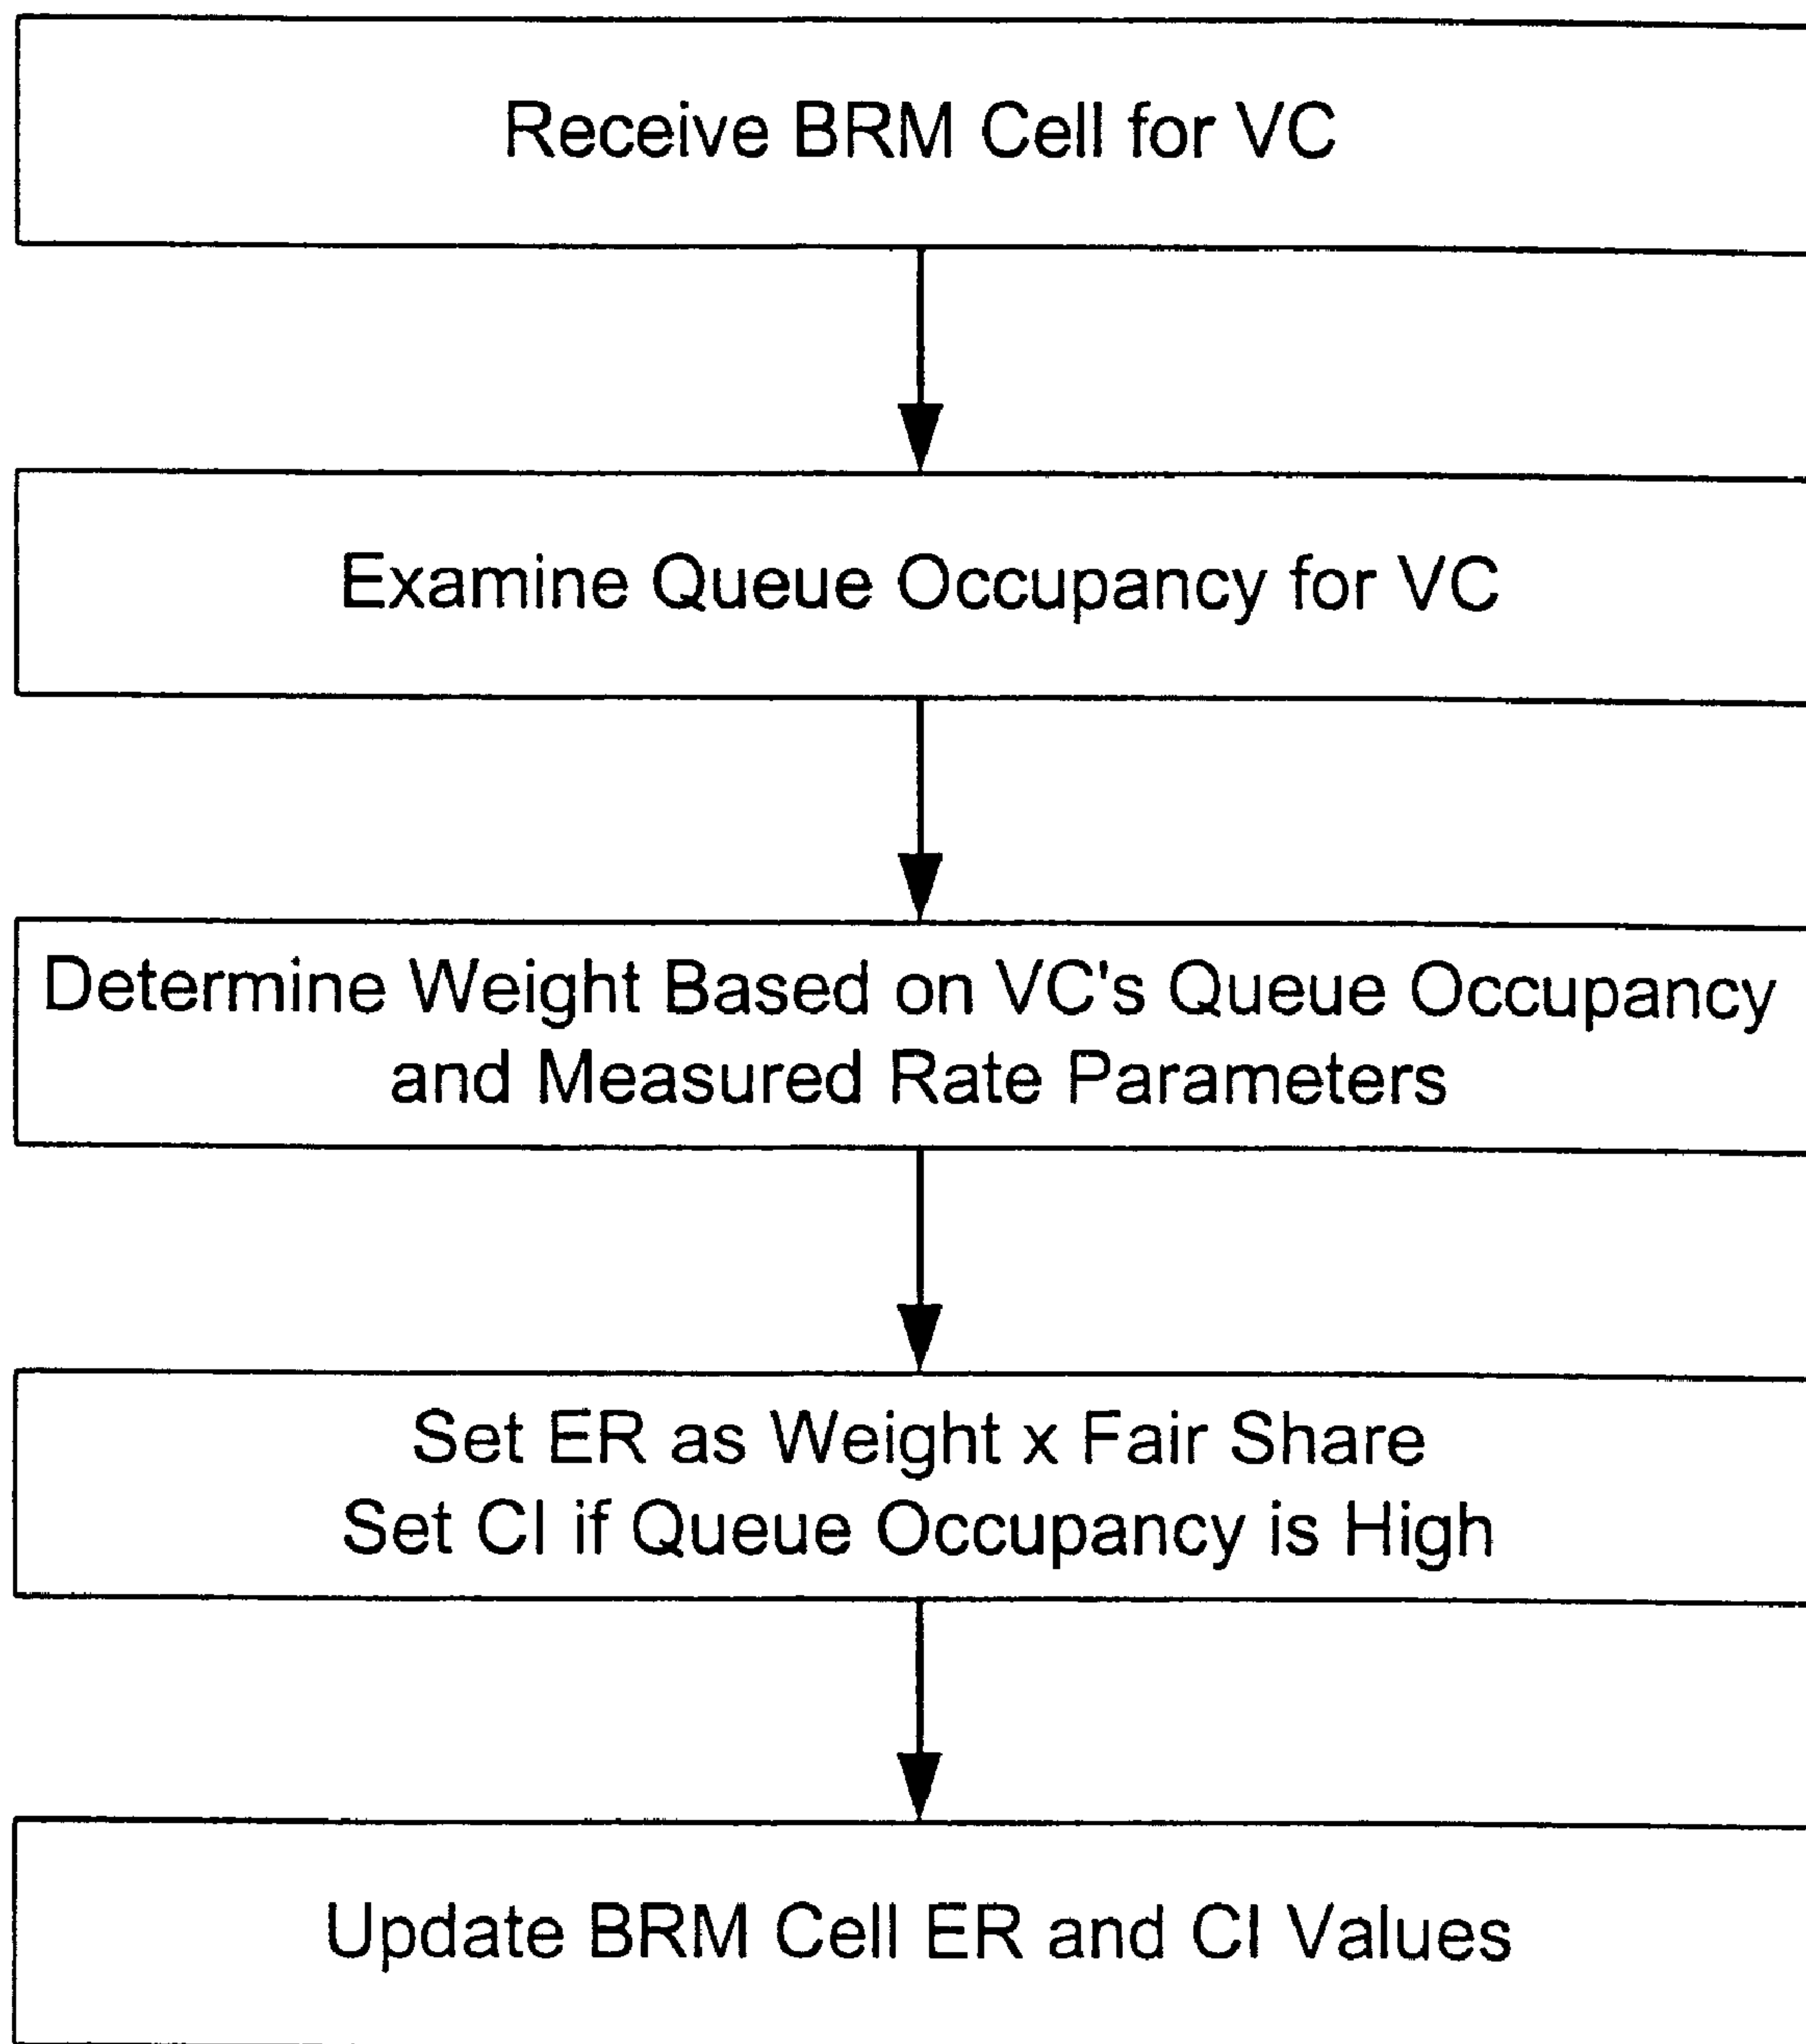 Receive BRM Cell for VC
Examine Queue Occupancy for VC
Determine Weight Based on VC's Queue Occupancy
and Measured Rate Parameters
Set ER as Weight x Fair Share
Set CI if Queue Occupancy is High
Update BRM Cell ER and CI Values